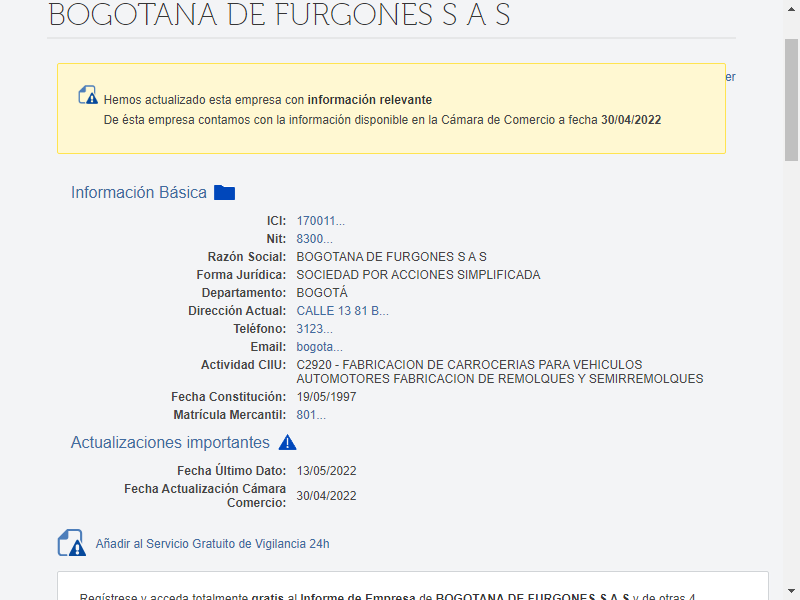 BOGOTANA DE FURGONES S A S
er
Hemos actualizado esta empresa con información relevante
De ésta empresa contamos con la información disponible en la Cámara de Comercio a fecha 30/04/2022
Información Básica
ICI: 170011...
Nit: 8300...
Razón Social: BOGOTANA DE FURGONES S A S
Forma Jurídica: SOCIEDAD POR ACCIONES SIMPLIFICADA
Departamento: BOGOTÁ
Dirección Actual: CALLE 13 81 B...
Teléfono: 3123...
Email: bogota...
Actividad CIIU: C2920 - FABRICACION DE CARROCERIAS PARA VEHICULOS
AUTOMOTORES FABRICACION DE REMOLQUES Y SEMIRREMOLQUES
Fecha Constitución: 19/05/1997
Matrícula Mercantil: 801...
Actualizaciones importantes
Fecha Último Dato: 13/05/2022
Fecha Actualización Cámara
Comercio: 30/04/2022
Añadir al Servicio Gratuito de Vigilancia 24h
Regístrese y acceda totalmente gratis al Informe de Empresa de BOGOTANA DE FURGONES S A S y de otras 4